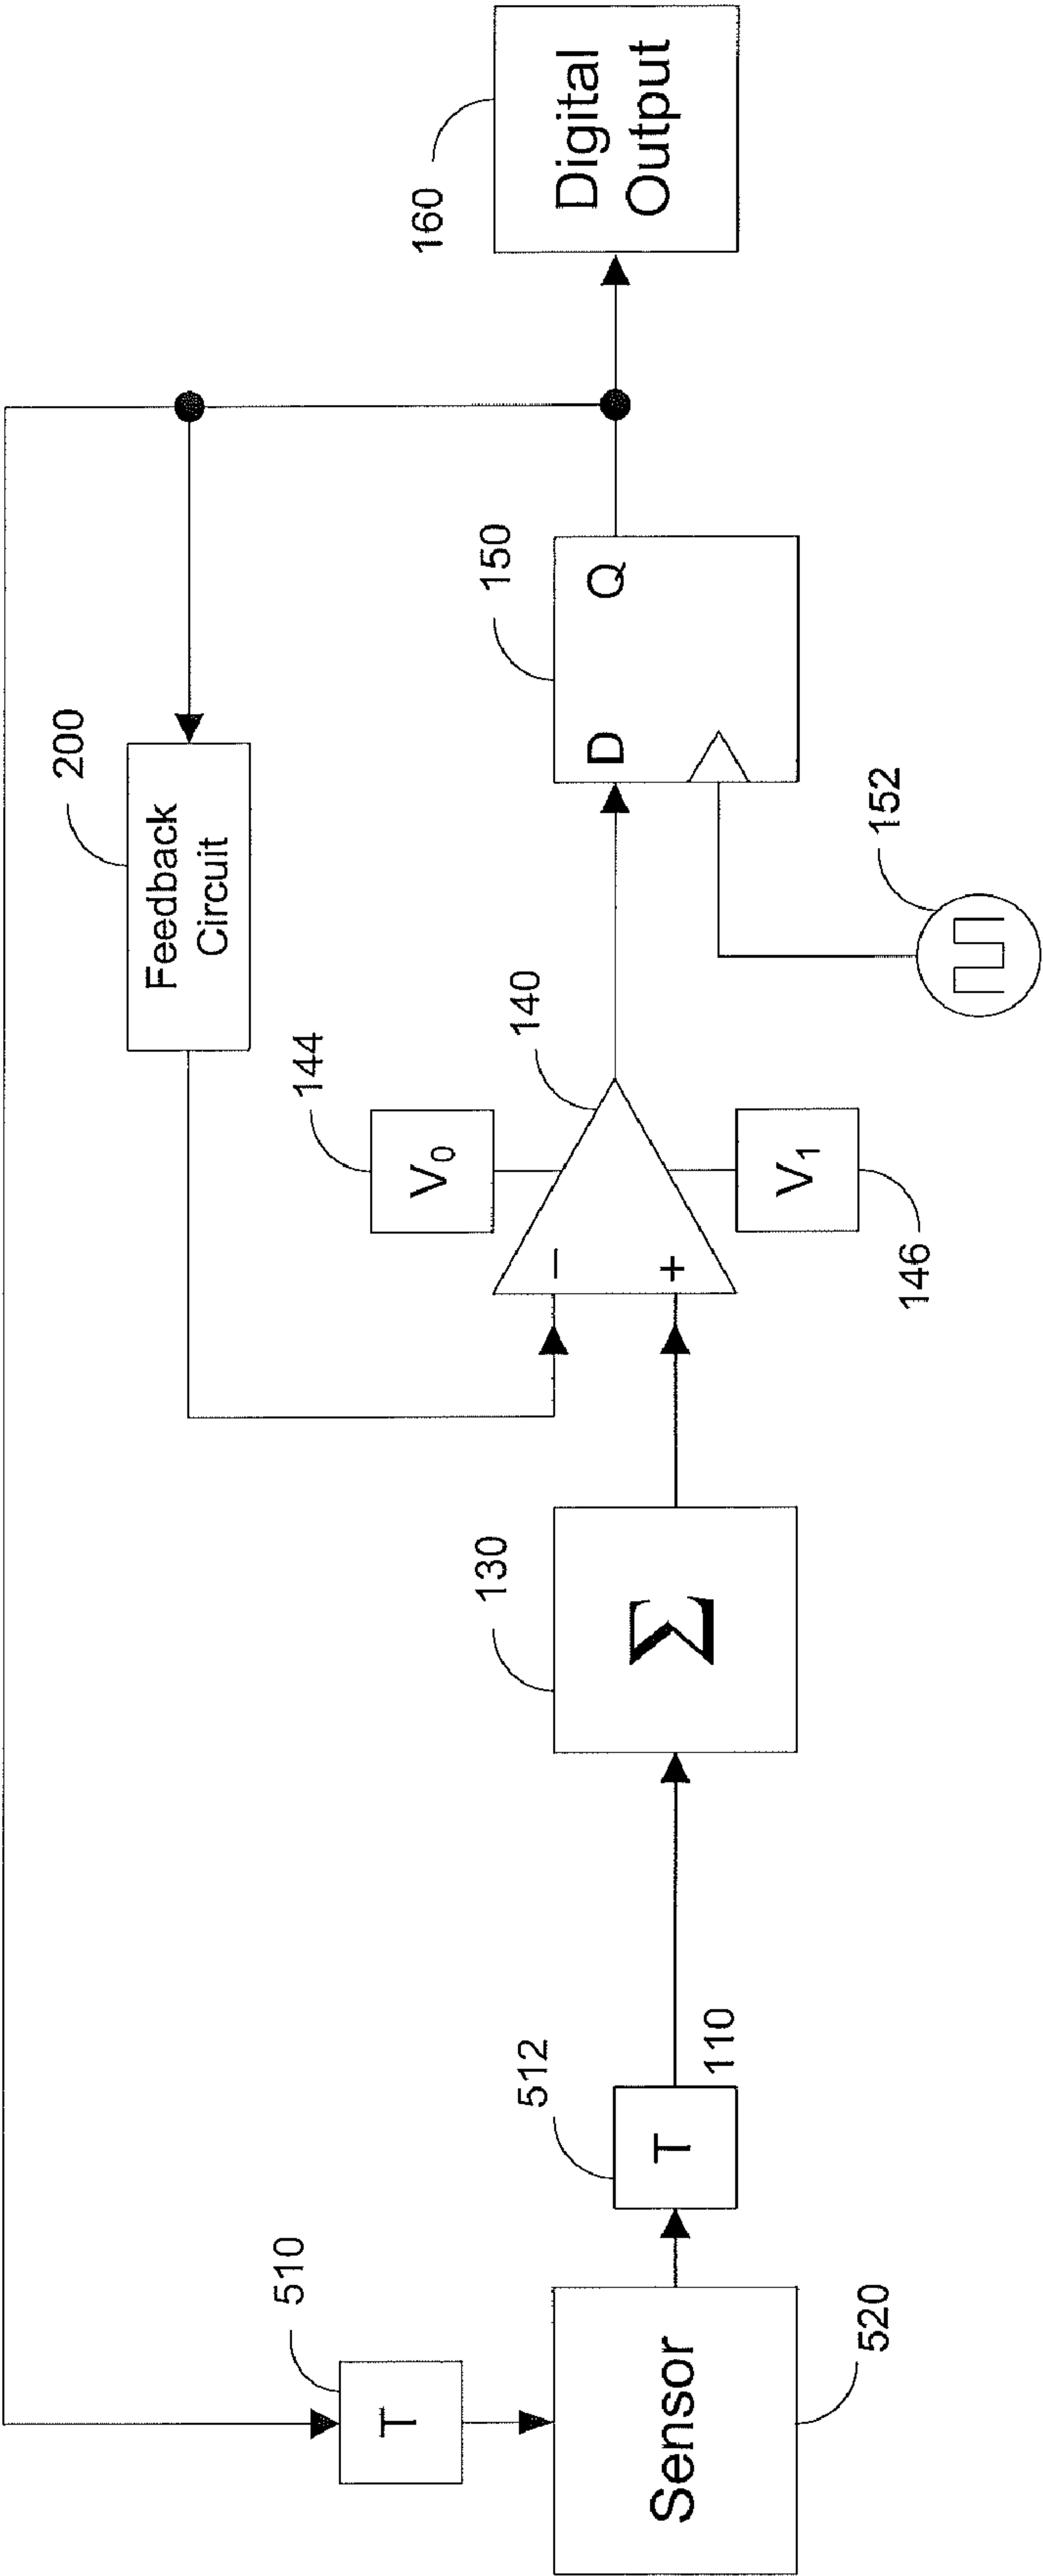 200
Feedback
Circuit
510
T
144
V₀
140
−
+
V₁
146
150
D
Q
152
160
Digital
Output
130
Σ
512
T
110
Sensor
520